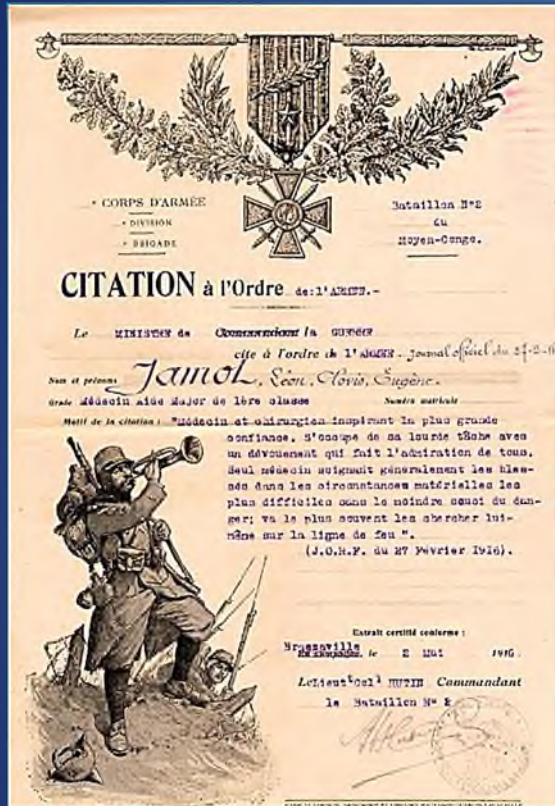 CORPS D'ARMÉE
DIVISION
BRIGADE
Bataillon N°2
du
Moyen-Congo.
CITATION à l'Ordre de: l'ARMEE.-
Le MINISTRE de Commandant la GUERRE
cite à l'ordre de l'ARMEE. Journal officiel du 27-2-16
Nom et prénoms Jamot, Léon, Clovis, Eugène.
Grade Médecin Aide Major de 1ère classe Numéro matricule
Motif de la citation : "Médecin et chirurgien inspirant la plus grande
confiance. S'occupe de sa lourde tâche avec
un dévouement qui fait l'admiration de tous.
Seul médecin soignant généralement les bles-
sés dans les circonstances matérielles les
plus difficiles sans le moindre souci du dan-
ger; va le plus souvent les chercher lui-
même sur la ligne de feu ".
(J.O.R.F. du 27 Février 1916).
Extrait certifié conforme :
Brazzaville
le 2 Mai 1916
Le Lieutt Coll HUTIN Commandant
le Bataillon N° 2